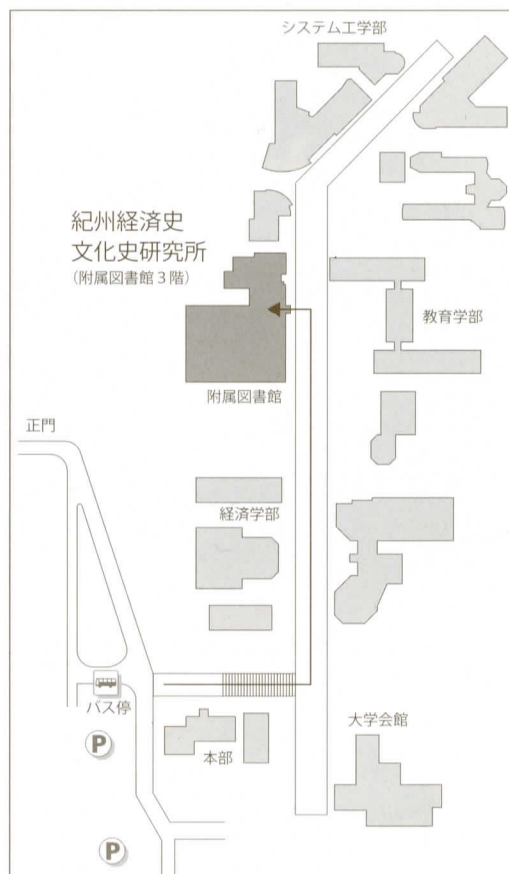 システム工学部
紀州経済史
文化史研究所
(附属図書館3階)
教育学部
附属図書館
正門
経済学部
バス停
大学会館
本部
P
P